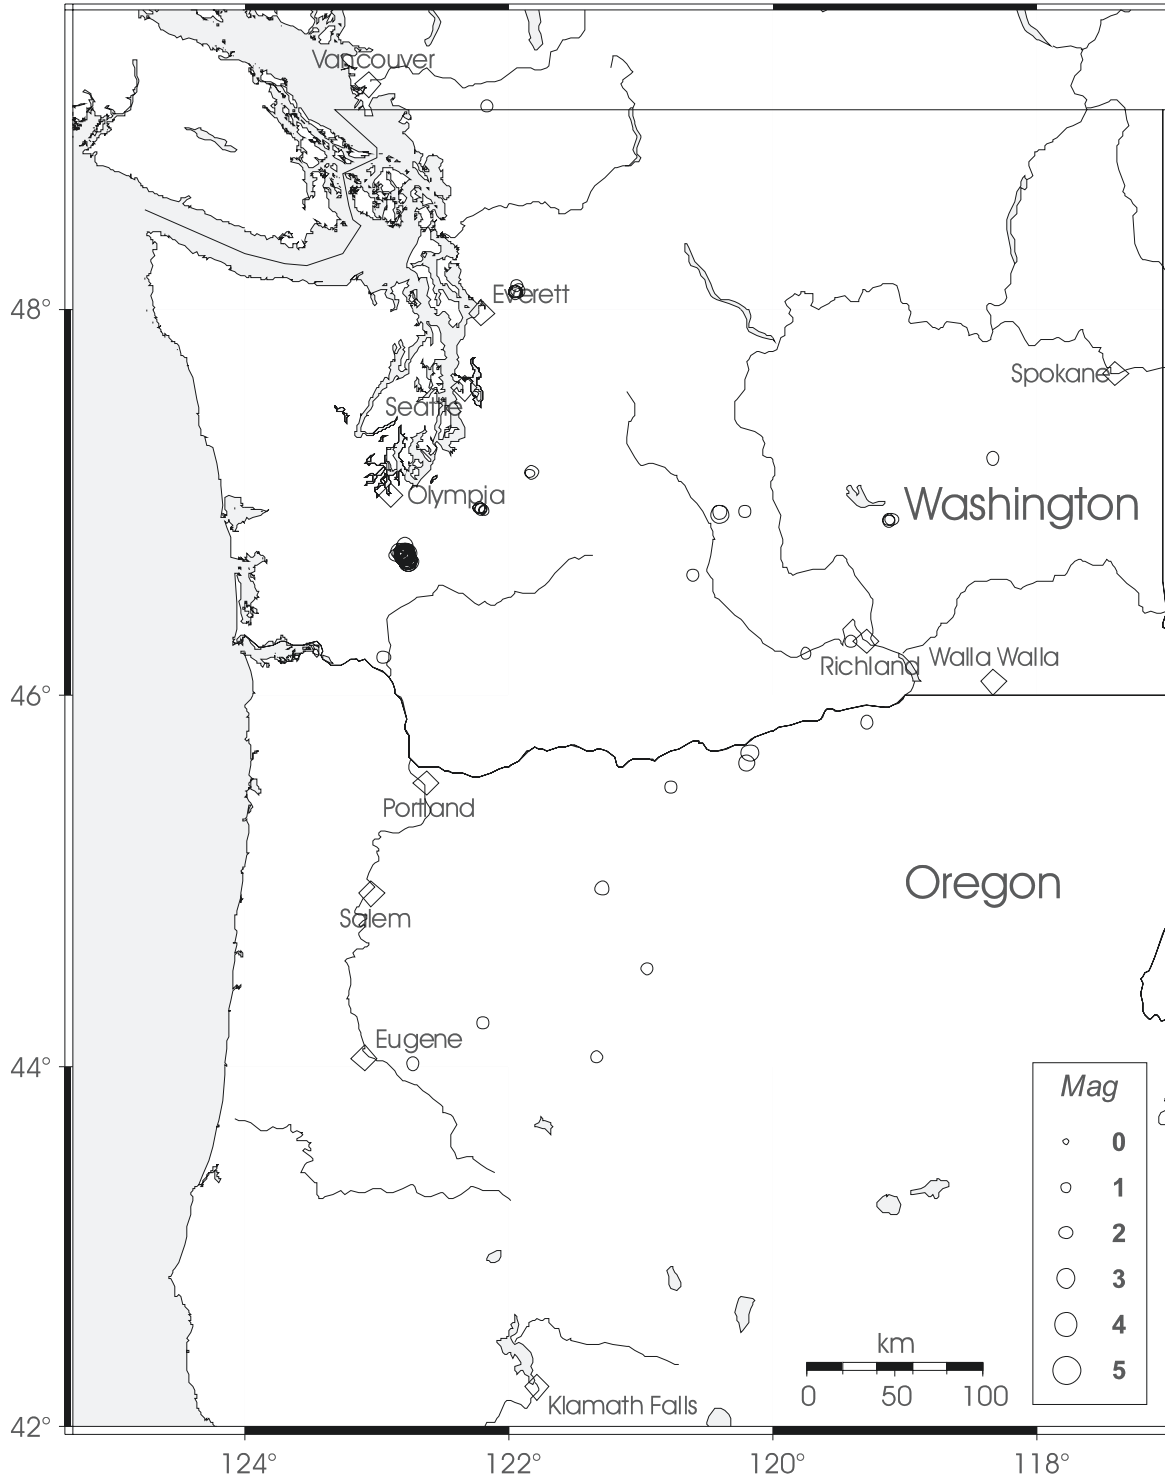 Vancouver
Everett
48°
Spokane
Seattle
Olympia
Washington
Richland
Walla Walla
46°
Portland
Oregon
Salem
Eugene
44°
Mag
0
1
2
3
4
5
km
0 50 100
Klamath Falls
42°
124° 122° 120° 118°